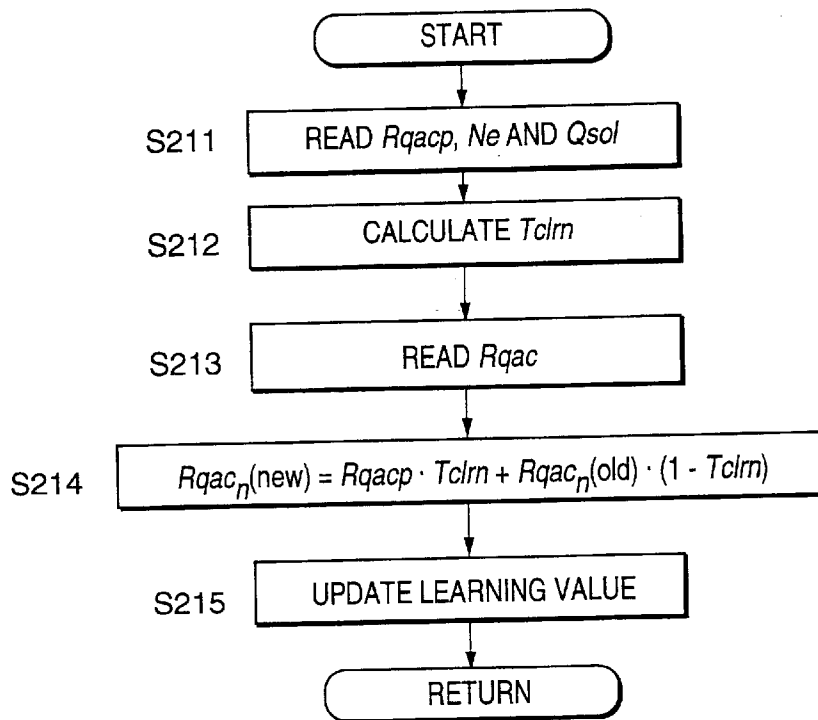 START
S211 READ Rqacp, Ne AND Qsol
S212 CALCULATE Tclrn
S213 READ Rqac
S214 Rqacn(new) = Rqacp · Tclrn + Rqacn(old) · (1 - Tclrn)
S215 UPDATE LEARNING VALUE
RETURN